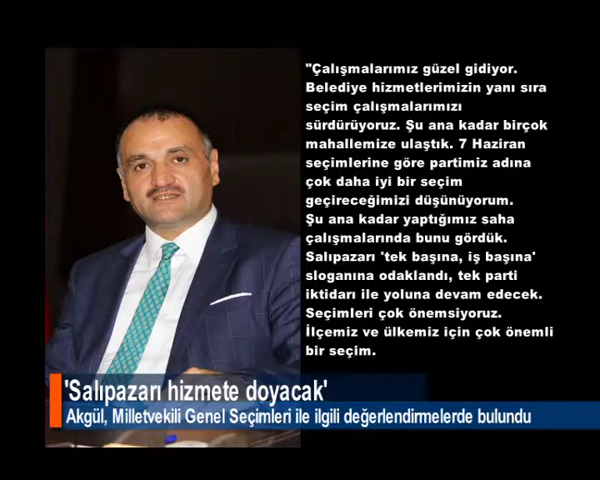 "Çalışmalarımız güzel gidiyor.
Belediye hizmetlerimizin yanı sıra
seçim çalışmalarımızı
sürdürüyoruz. Şu ana kadar birçok
mahallemize ulaştık. 7 Haziran
seçimlerine göre partimiz adına
çok daha iyi bir seçim
geçireceğimizi düşünüyorum.
Şu ana kadar yaptığımız saha
çalışmalarında bunu gördük.
Salıpazarı 'tek başına, iş başına'
sloganına odaklandı, tek parti
iktidarı ile yoluna devam edecek.
Seçimleri çok önemsiyoruz.
İlçemiz ve ülkemiz için çok önemli
bir seçim.
'Salıpazarı hizmete doyacak'
Akgül, Milletvekili Genel Seçimleri ile ilgili değerlendirmelerde bulundu